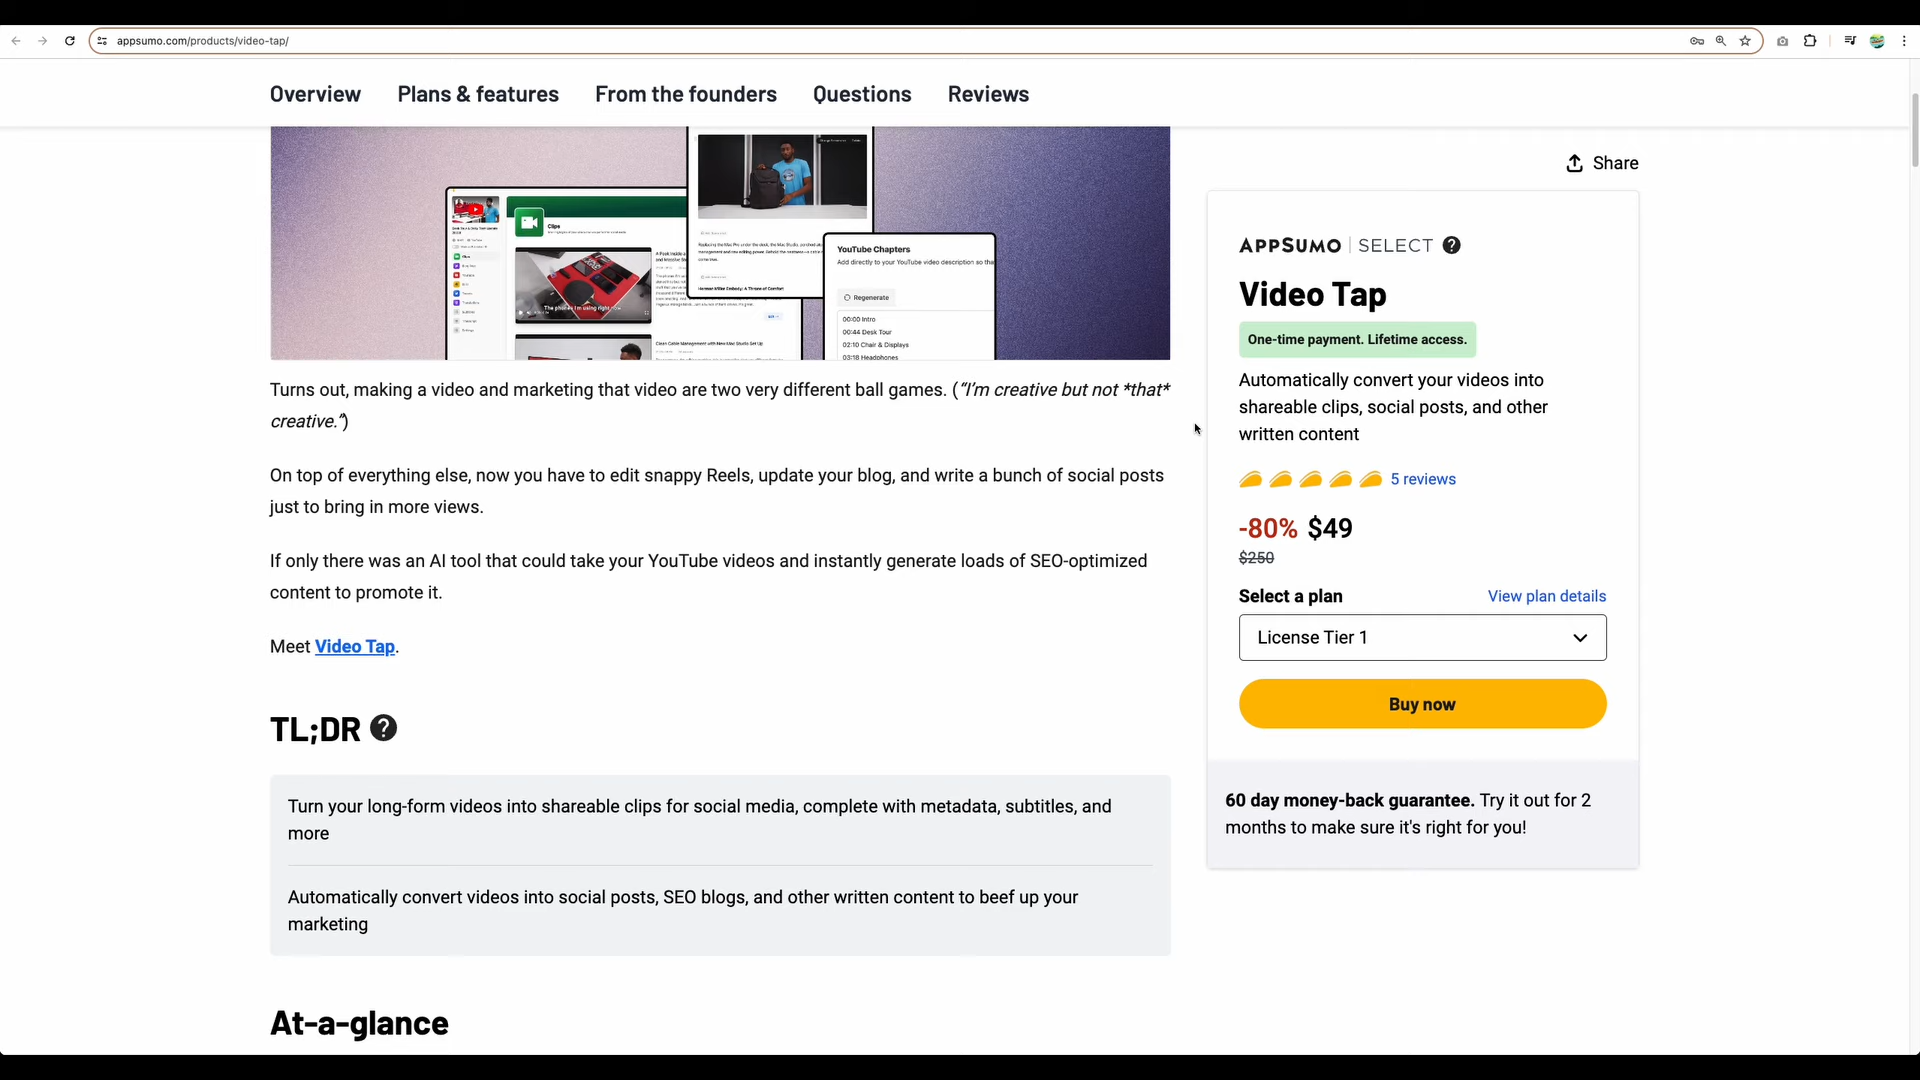 appsumo.com/products/video-tap/
Overview
Plans & features
From the founders
Questions
Reviews
Share
Clips
YouTube Chapters
Add directly to your YouTube video description so tha
Regenerate
00:00 Intro
00:44 Desk Tour
02:10 Chair & Displays
03:18 Headphones
Turns out, making a video and marketing that video are two very different ball games. (“I’m creative but not *that*
creative.”)
On top of everything else, now you have to edit snappy Reels, update your blog, and write a bunch of social posts
just to bring in more views.
If only there was an AI tool that could take your YouTube videos and instantly generate loads of SEO-optimized
content to promote it.
Meet Video Tap.
TL;DR ?
Turn your long-form videos into shareable clips for social media, complete with metadata, subtitles, and
more
Automatically convert videos into social posts, SEO blogs, and other written content to beef up your
marketing
At-a-glance
APPSUMO | SELECT ?
Video Tap
One-time payment. Lifetime access.
Automatically convert your videos into
shareable clips, social posts, and other
written content
5 reviews
-80% $49
$250
Select a plan
View plan details
License Tier 1
Buy now
60 day money-back guarantee. Try it out for 2
months to make sure it's right for you!